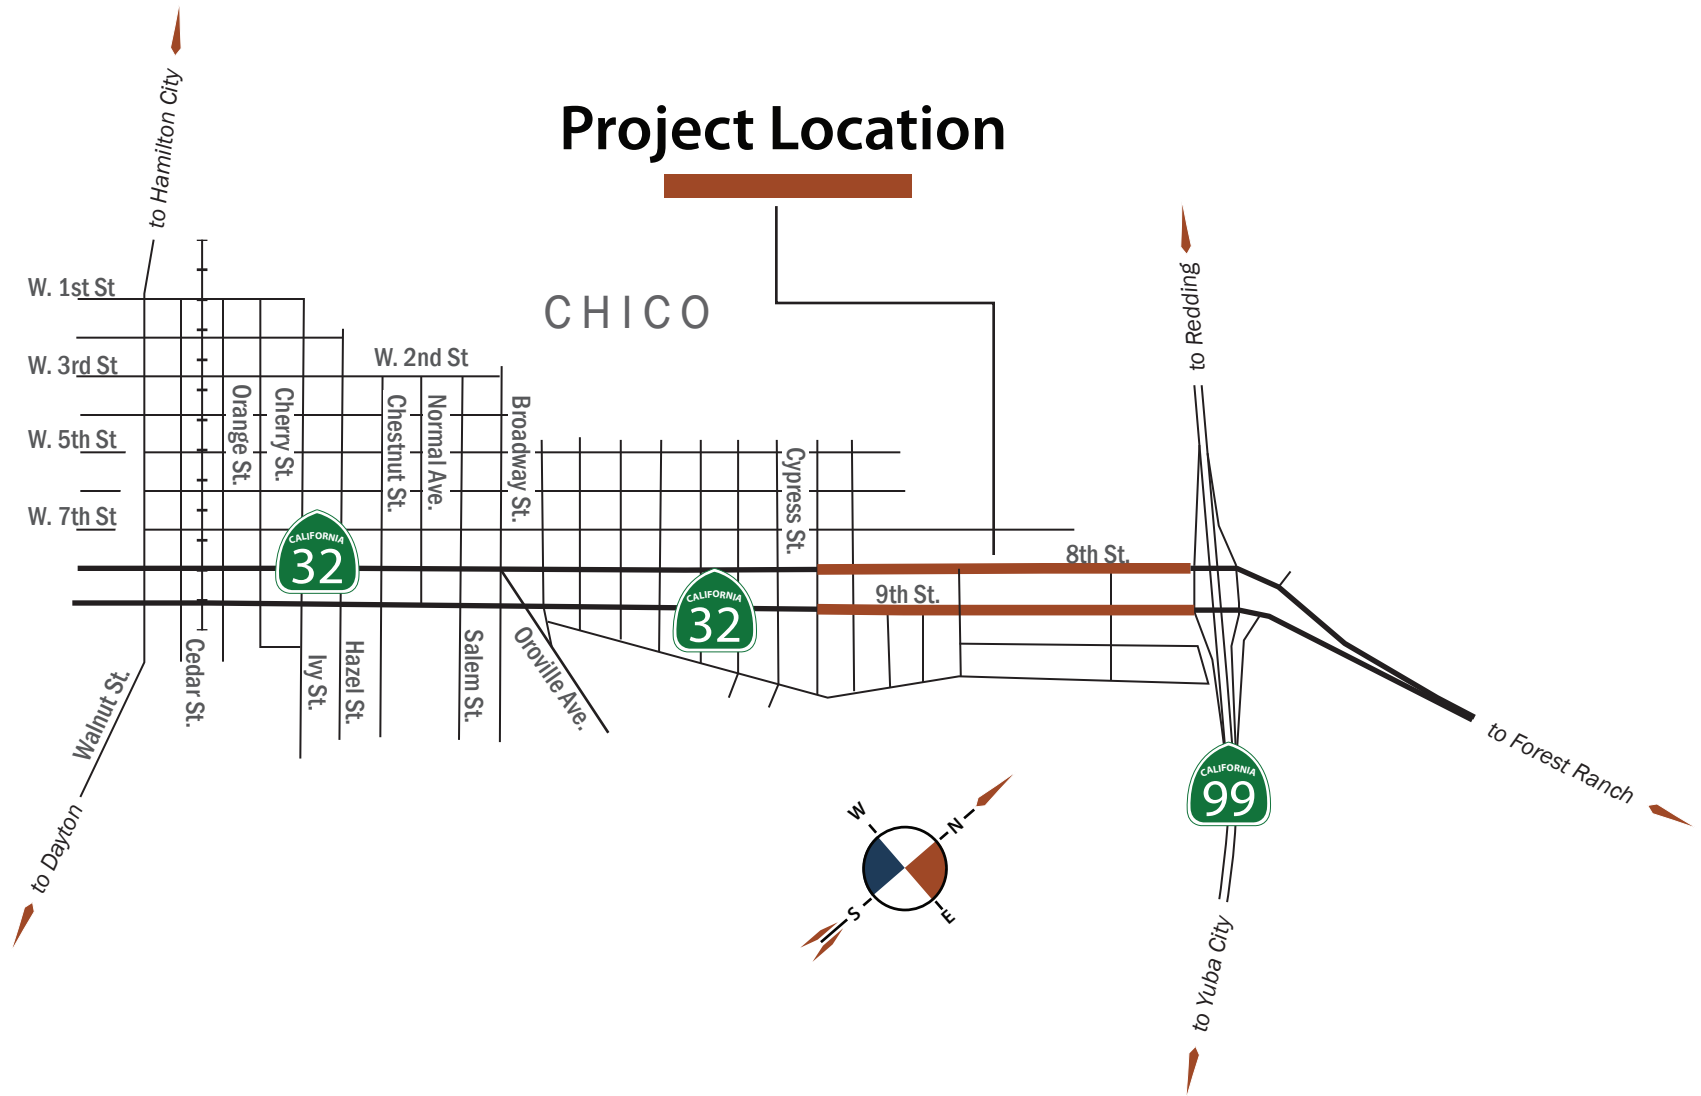 to Hamilton City
Project Location
to Redding
W. 1st St
CHICO
W. 3rd St
W. 2nd St
Orange St.
Cherry St.
Chestnut St.
Normal Ave.
Broadway St.
W. 5th St
Cypress St.
W. 7th St
CALIFORNIA
32
8th St.
CALIFORNIA
32
9th St.
Walnut St.
Cedar St.
Ivy St.
Hazel St.
Salem St.
Oroville Ave.
to Forest Ranch
CALIFORNIA
99
to Dayton
W
N
S
E
to Yuba City